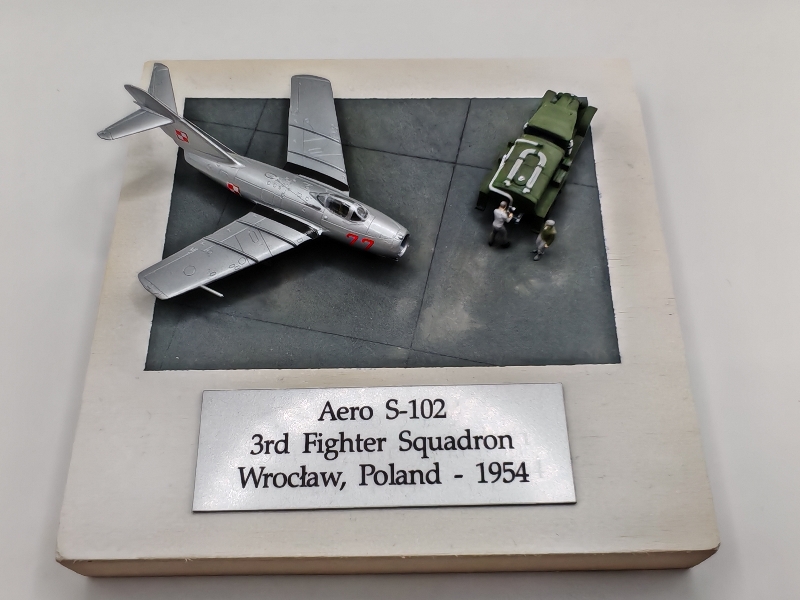 Aero S-102
3rd Fighter Squadron
Wrocław, Poland - 1954